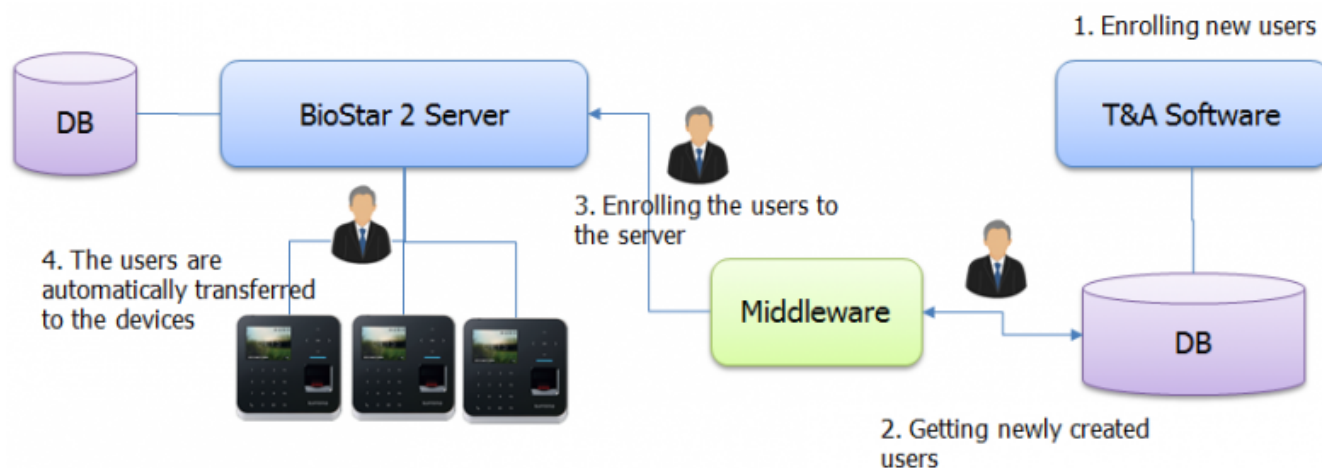 1. Enrolling new users
DB
BioStar 2 Server
T&A Software
3. Enrolling the users to
the server
4. The users are
automatically transferred
to the devices
Middleware
DB
2. Getting newly created
users